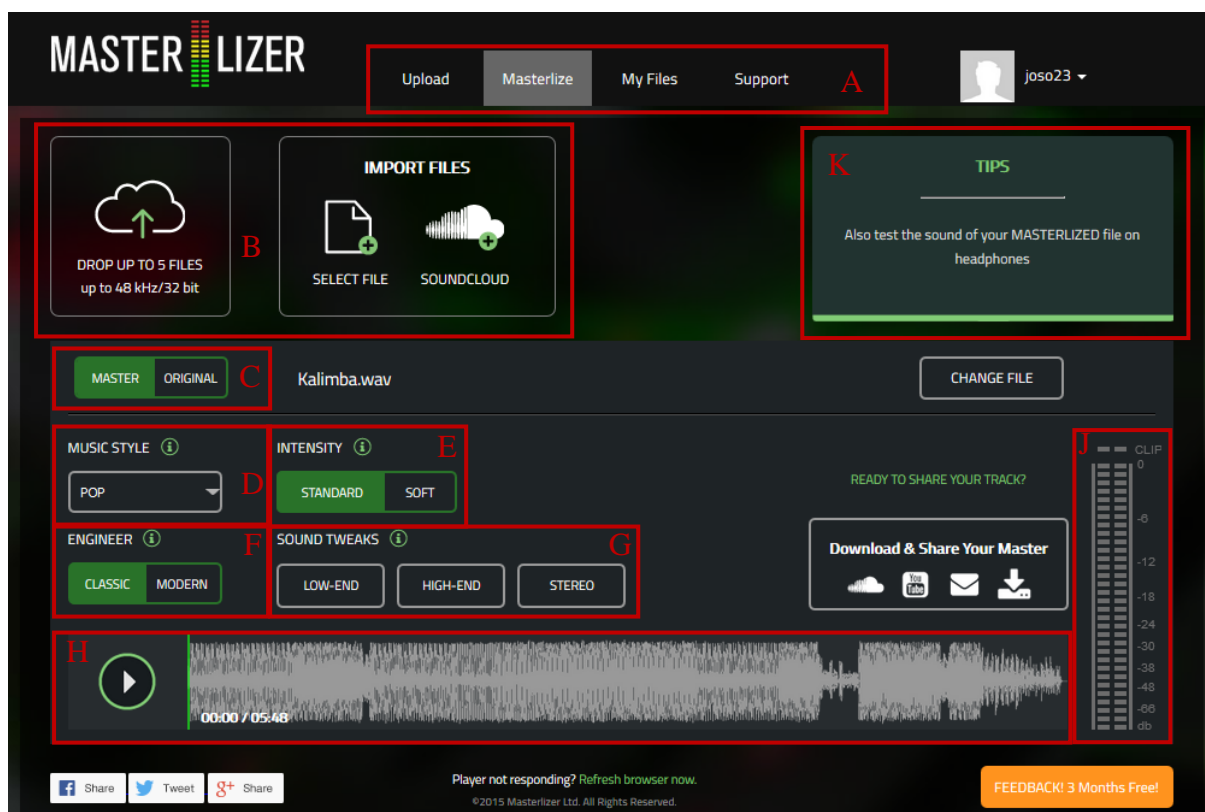 MASTER LIZER
Upload Masterlize My Files Support A
joso23
DROP UP TO 5 FILES
up to 48 kHz/32 bit
B
IMPORT FILES
SELECT FILE SOUNDCLOUD
K
TIPS
Also test the sound of your MASTERLIZED file on
headphones
MASTER ORIGINAL C
Kalimba.wav
CHANGE FILE
MUSIC STYLE i
POP
D
INTENSITY i
E
STANDARD SOFT
ENGINEER i
F
CLASSIC MODERN
SOUND TWEAKS i
G
LOW-END HIGH-END STEREO
READY TO SHARE YOUR TRACK?
Download & Share Your Master
You
Tube
J
CLIP
0
-6
-12
-18
-24
-30
-38
-48
-66
db
H
00:00 / 05:48
f Share
Tweet
g+ Share
Player not responding? Refresh browser now.
©2015 Masterlizer Ltd. All Rights Reserved.
FEEDBACK! 3 Months Free!